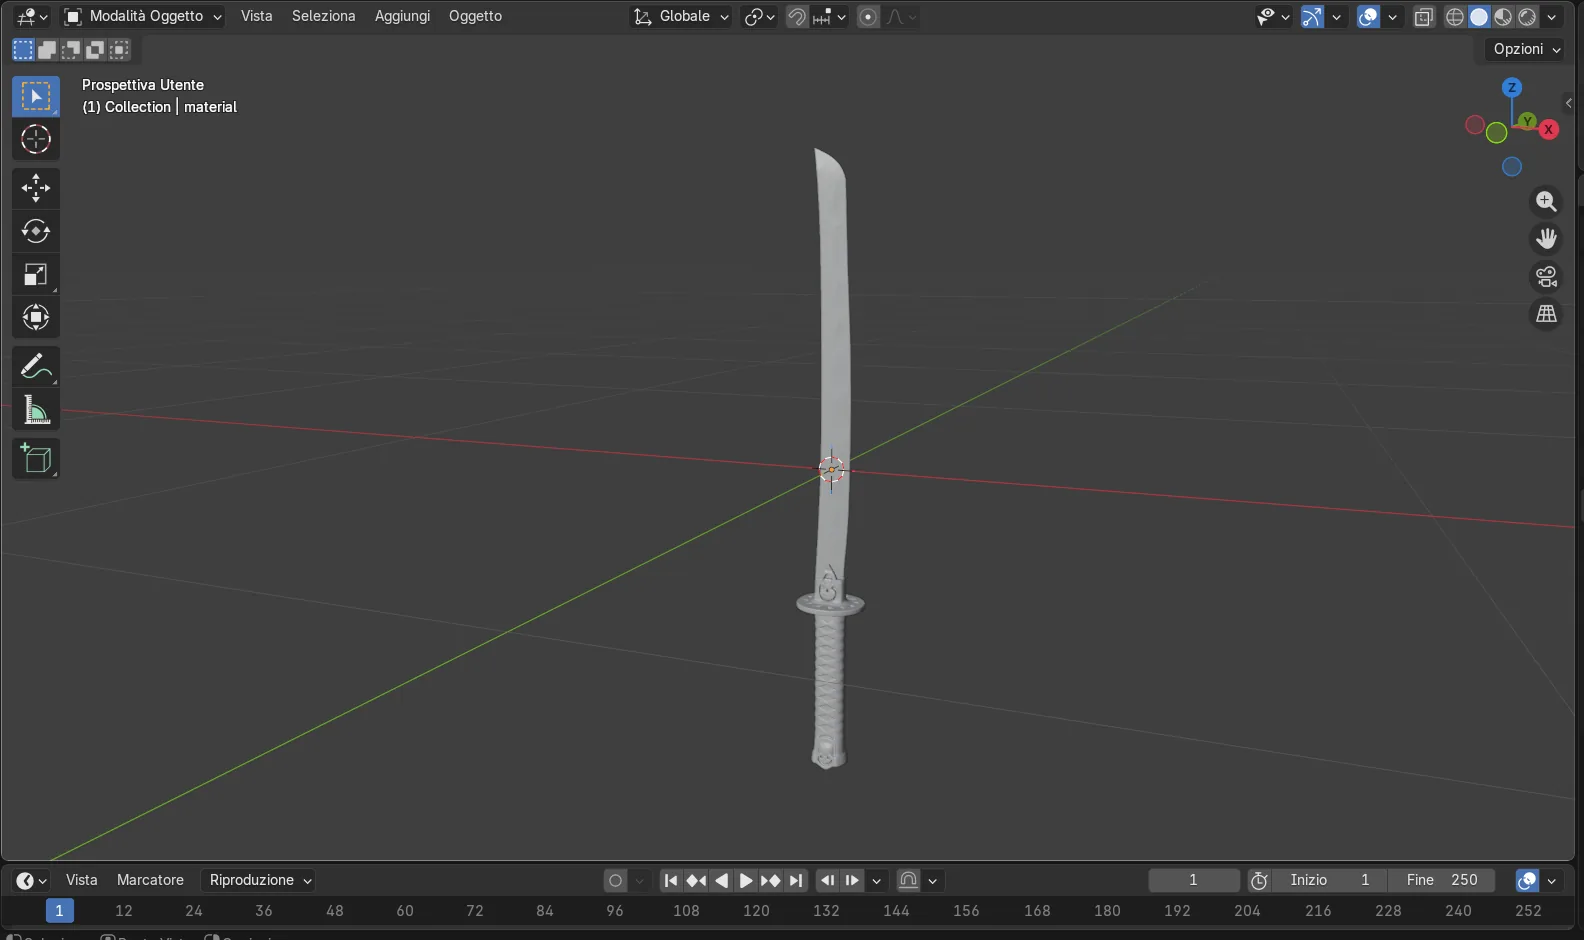 Modalità Oggetto Vista Seleziona Aggiungi Oggetto Globale
Opzioni
Prospettiva Utente
(1) Collection | material
Z
Y
X
Vista Marcatore Riproduzione 1 Inizio 1 Fine 250
1 12 24 36 48 60 72 84 96 108 120 132 144 156 168 180 192 204 216 228 240 252